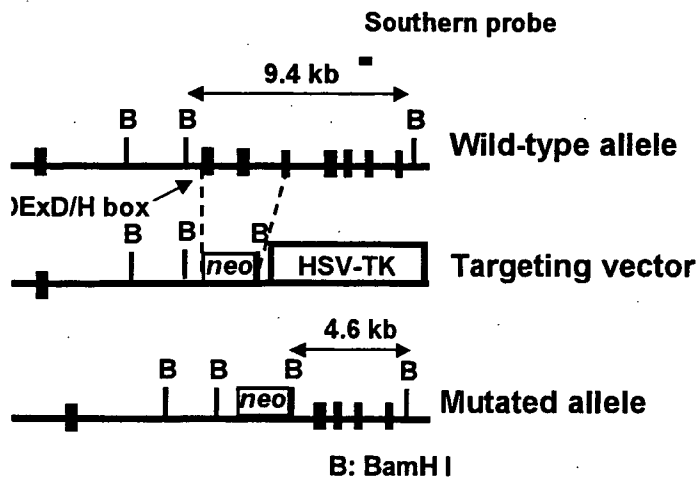 Southern probe
9.4 kb
B B B
Wild-type allele
DExD/H box
B B B
neo HSV-TK
Targeting vector
4.6 kb
B B B B
neo
Mutated allele
B: BamH I